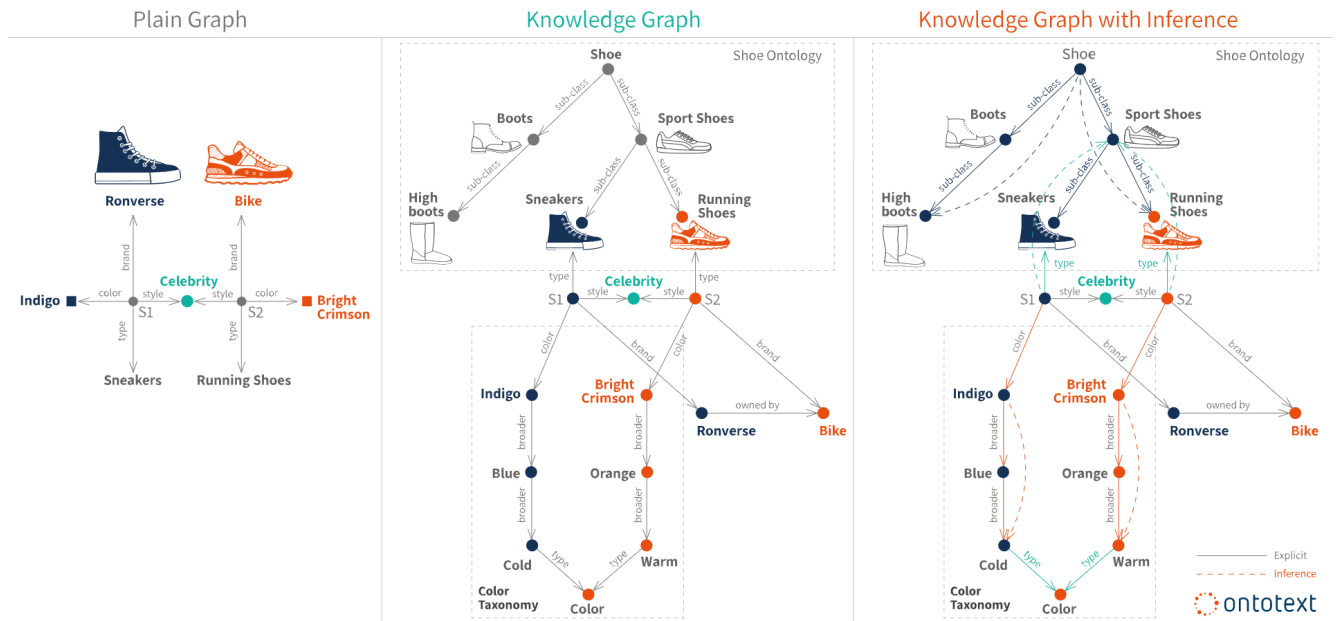 Plain Graph
Ronverse
Bike
brand
brand
Indigo
color
style
Celebrity
style
color
Bright
Crimson
S1
S2
type
type
Sneakers
Running Shoes
Knowledge Graph
Shoe
Shoe Ontology
sub-class
sub-class
Boots
Sport Shoes
sub-class
sub-class
sub-class
High
boots
Sneakers
Running
Shoes
type
type
Celebrity
S1
style
style
S2
color
brand
color
brand
Indigo
Bright
Crimson
owned by
Ronverse
Bike
broader
broader
Blue
Orange
broader
broader
Cold
Warm
type
type
Color
Taxonomy
Color
Knowledge Graph with Inference
Shoe
Shoe Ontology
sub-class
sub-class
Boots
Sport Shoes
sub-class
sub-class
sub-class
High
boots
Sneakers
Running
Shoes
type
type
Celebrity
S1
style
style
S2
color
brand
color
brand
Indigo
Bright
Crimson
owned by
Ronverse
Bike
broader
broader
Blue
Orange
broader
broader
Cold
Warm
type
type
Color
Taxonomy
Color
Explicit
Inference
ontotext